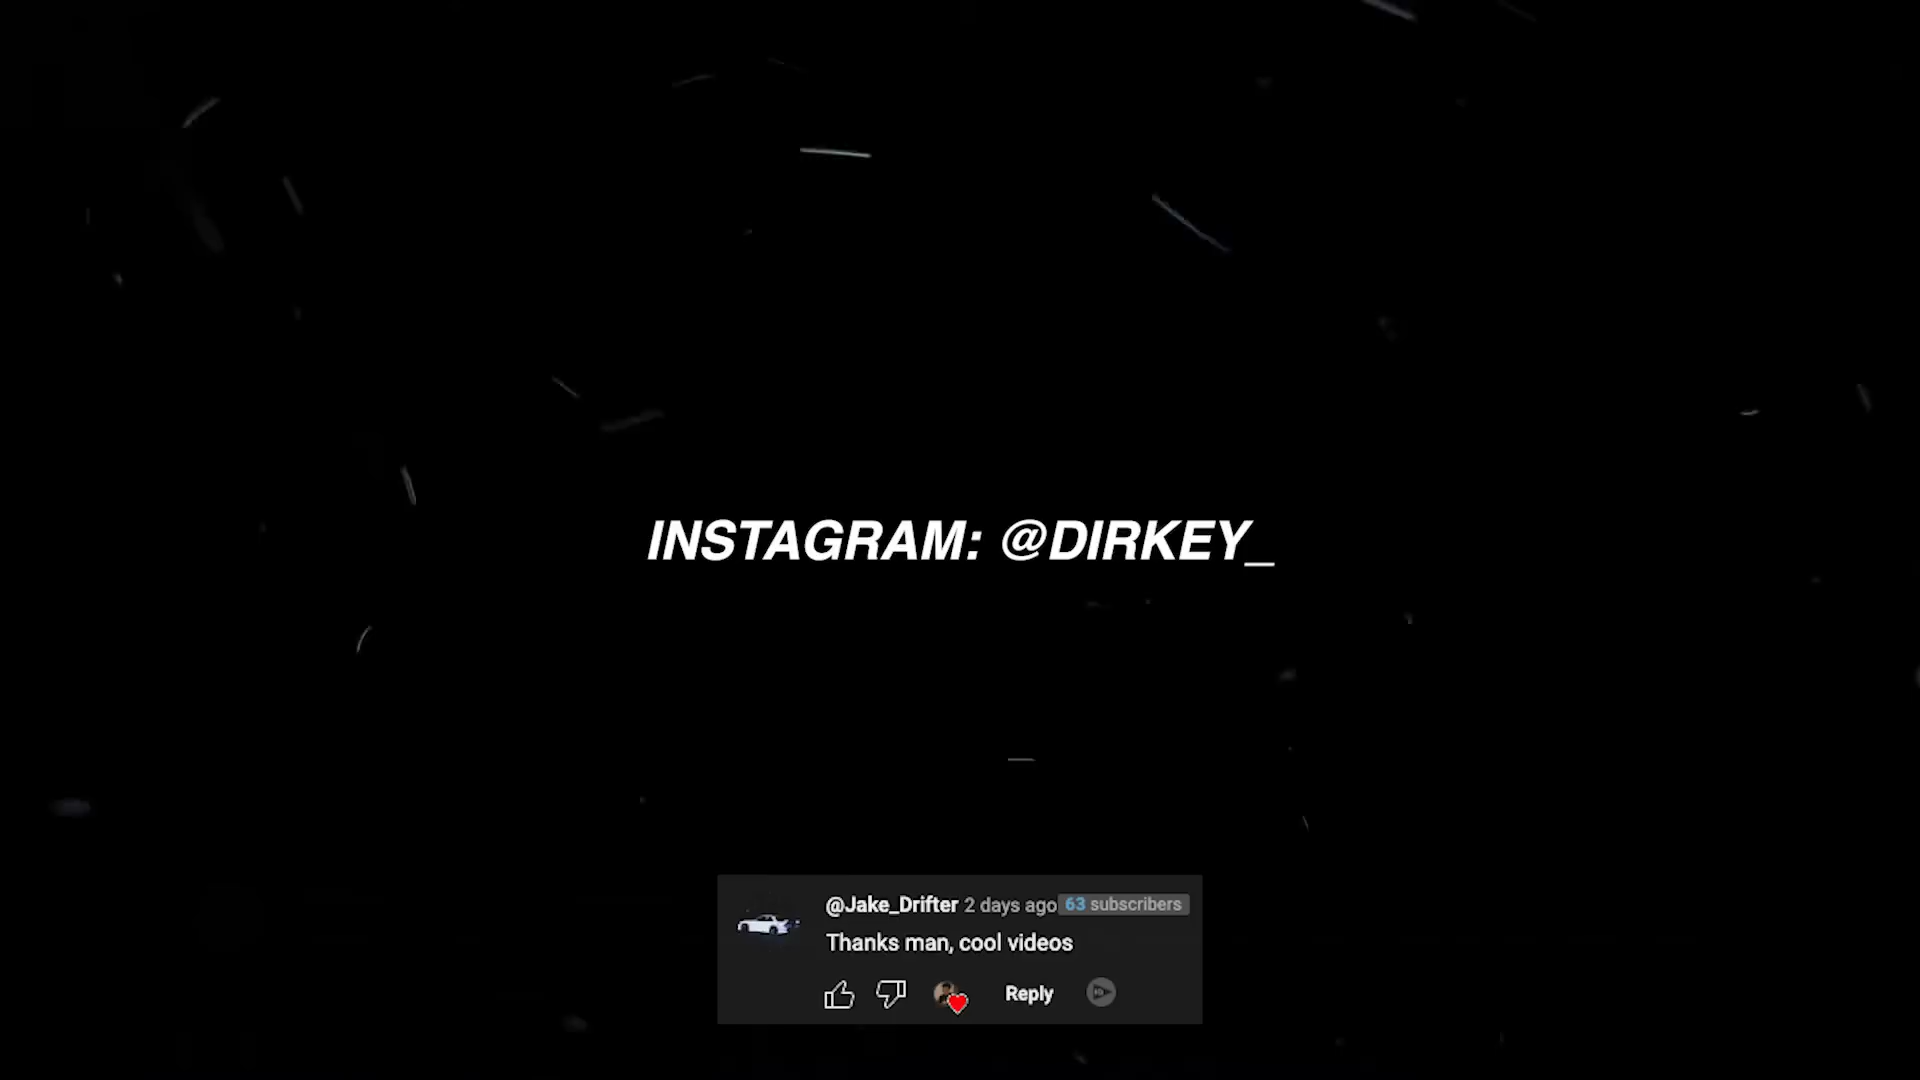 INSTAGRAM: @DIRKEY_
@Jake_Drifter 2 days ago 63 subscribers
Thanks man, cool videos
Reply